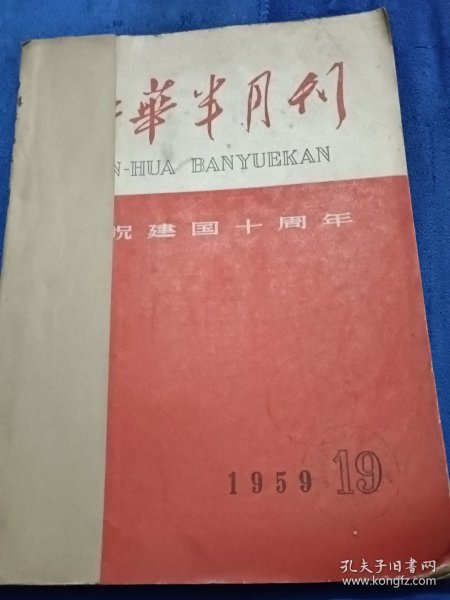 華半月刊
N-HUA BANYUEKAN
祝建国十周年
1959 19
孔夫子旧书网
www.kongfz.com